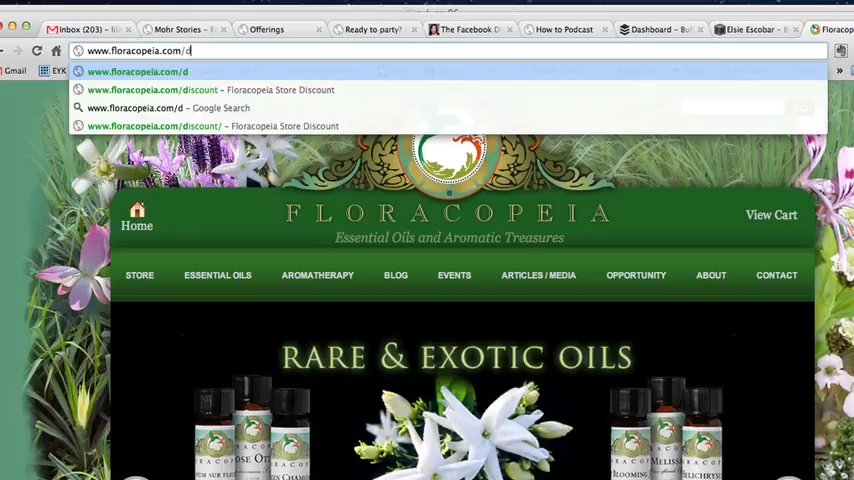 Inbox (203) - li
Mohr Stories - F
Offerings
Ready to party?
The Facebook D
How to Podcast
Dashboard - Buf
Elsie Escobar -
Floracop
www.floracopeia.com/d
Gmail
EYK
»
www.floracopeia.com/d
www.floracopeia.com/discount - Floracopeia Store Discount
www.floracopeia.com/d - Google Search
www.floracopeia.com/discount/ - Floracopeia Store Discount
Home
FLORACOPEIA
View Cart
Essential Oils and Aromatic Treasures
STORE ESSENTIAL OILS AROMATHERAPY BLOG EVENTS ARTICLES / MEDIA OPPORTUNITY ABOUT CONTACT
RARE & EXOTIC OILS